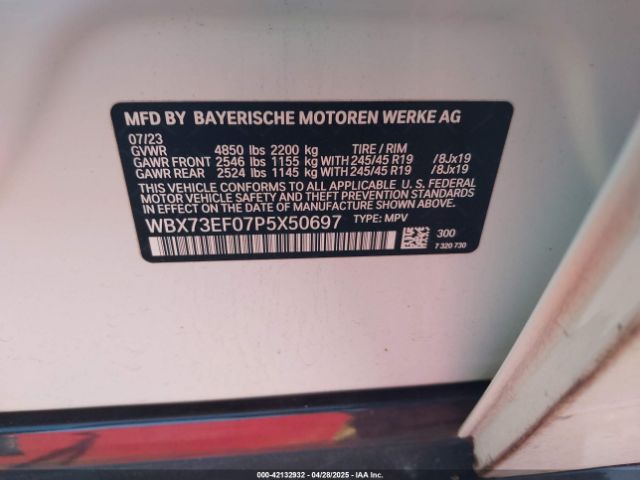 MFD BY BAYERISCHE MOTOREN WERKE AG
07/23
GVWR 4850 lbs 2200 kg TIRE / RIM
GAWR FRONT 2546 lbs 1155 kg WITH 245/45 R19 /8Jx19
GAWR REAR 2524 lbs 1145 kg WITH 245/45 R19 /8Jx19
THIS VEHICLE CONFORMS TO ALL APPLICABLE U.S. FEDERAL
MOTOR VEHICLE SAFETY, BUMPER, AND THEFT PREVENTION
STANDARDS IN EFFECT ON THE DATE OF MANUFACTURE SHOWN ABOVE.
WBX73EF07P5X50697 TYPE: MPV
300
7 320 730
000-42132932 04/28/2025 IAA Inc.